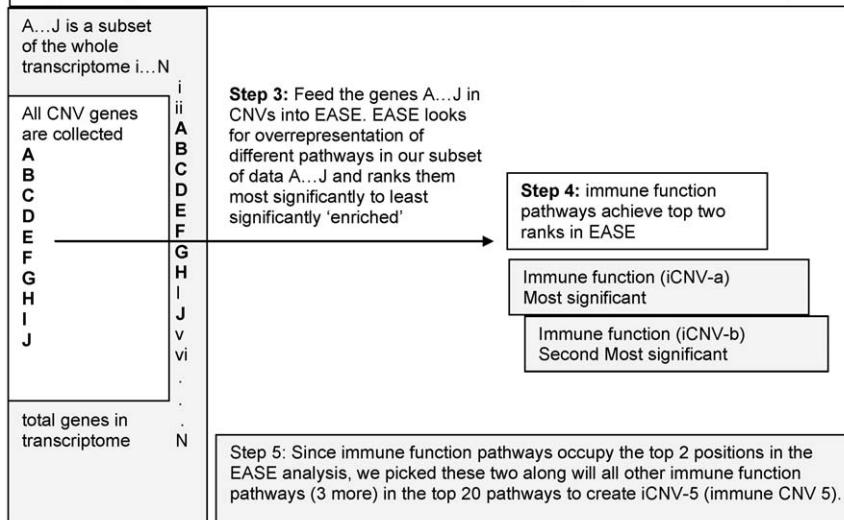 A...J is a subset
of the whole
transcriptome i...N
i
ii
A
B
C
D
E
F
G
H
I
J
v
vi
.
.
.
N
All CNV genes
are collected
A
B
C
D
E
F
G
H
I
J
total genes in
transcriptome
Step 3: Feed the genes A...J in
CNVs into EASE. EASE looks
for overrepresentation of
different pathways in our subset
of data A...J and ranks them
most significantly to least
significantly ‘enriched’
Step 4: immune function
pathways achieve top two
ranks in EASE
Immune function (iCNV-a)
Most significant
Immune function (iCNV-b)
Second Most significant
Step 5: Since immune function pathways occupy the top 2 positions in the
EASE analysis, we picked these two along will all other immune function
pathways (3 more) in the top 20 pathways to create iCNV-5 (immune CNV 5).